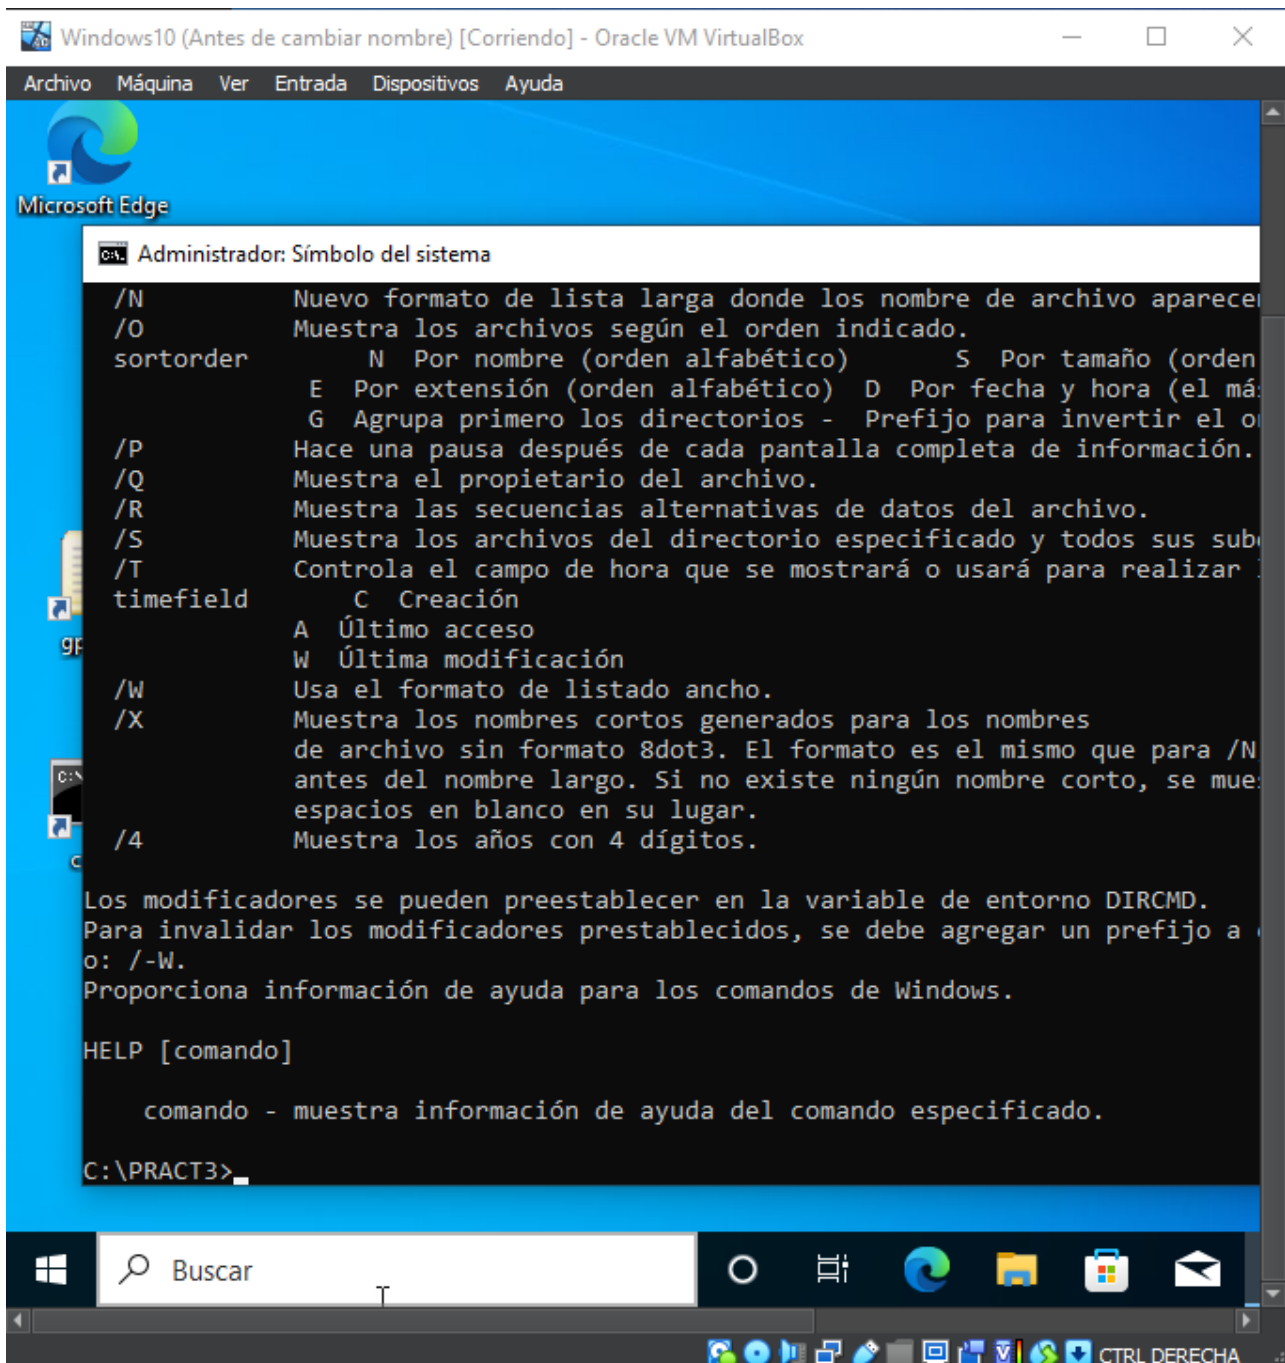 Windows10 (Antes de cambiar nombre) [Corriendo] - Oracle VM VirtualBox
Archivo Máquina Ver Entrada Dispositivos Ayuda
Microsoft Edge
Administrador: Símbolo del sistema
/N Nuevo formato de lista larga donde los nombre de archivo aparece
/O Muestra los archivos según el orden indicado.
sortorder N Por nombre (orden alfabético) S Por tamaño (orden
E Por extensión (orden alfabético) D Por fecha y hora (el má
G Agrupa primero los directorios - Prefijo para invertir el o
/P Hace una pausa después de cada pantalla completa de información.
/Q Muestra el propietario del archivo.
/R Muestra las secuencias alternativas de datos del archivo.
/S Muestra los archivos del directorio especificado y todos sus sub
/T Controla el campo de hora que se mostrará o usará para realizar
timefield C Creación
A Último acceso
gp
W Última modificación
/W Usa el formato de listado ancho.
/X Muestra los nombres cortos generados para los nombres
de archivo sin formato 8dot3. El formato es el mismo que para /N
antes del nombre largo. Si no existe ningún nombre corto, se mue
espacios en blanco en su lugar.
/4 Muestra los años con 4 dígitos.
c
Los modificadores se pueden preestablecer en la variable de entorno DIRCMD.
Para invalidar los modificadores prestablecidos, se debe agregar un prefijo a
o: /-W.
Proporciona información de ayuda para los comandos de Windows.
HELP [comando]
comando - muestra información de ayuda del comando especificado.
C:\PRACT3>
Buscar
CTRL DERECHA